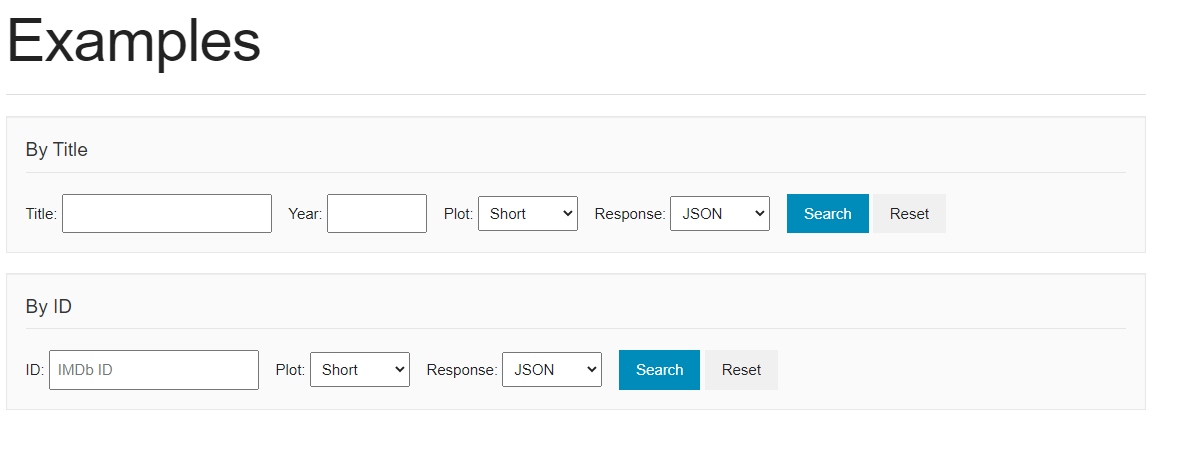 Examples
By Title
Title: Year: Plot: Short Response: JSON Search Reset
By ID
ID: IMDb ID Plot: Short Response: JSON Search Reset